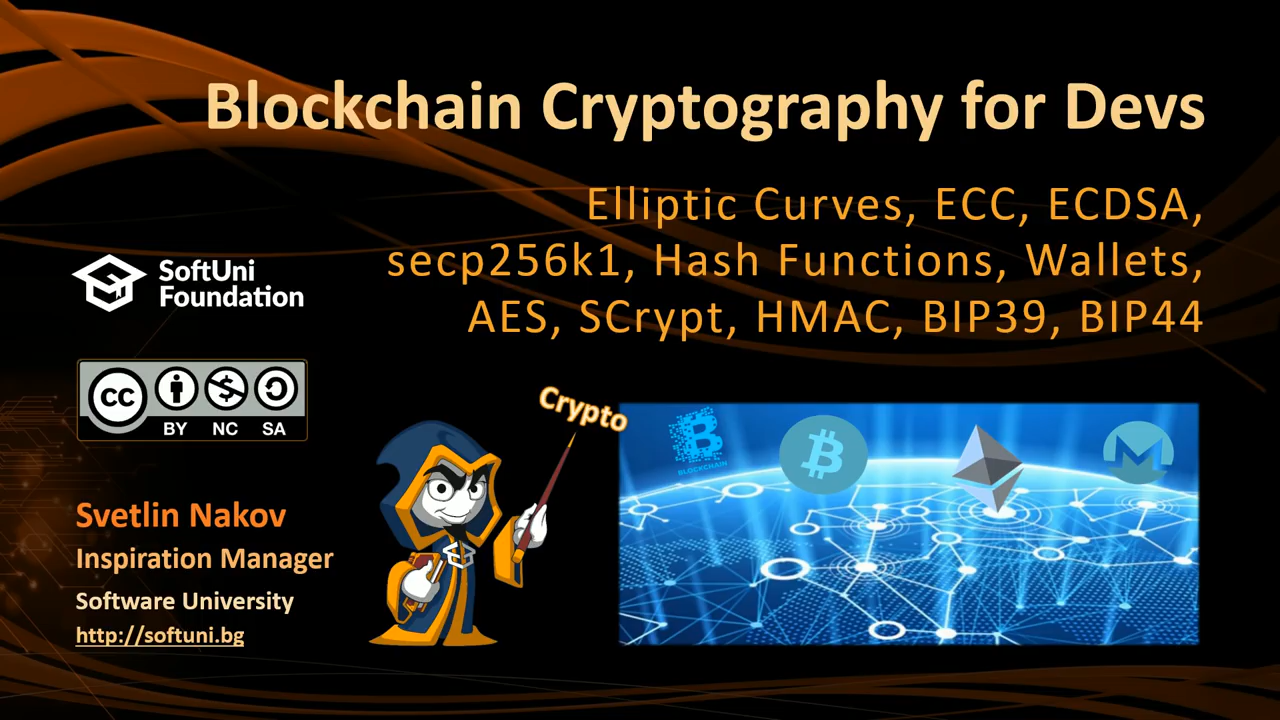 Blockchain Cryptography for Devs
Elliptic Curves, ECC, ECDSA,
secp256k1, Hash Functions, Wallets,
AES, SCrypt, HMAC, BIP39, BIP44
SoftUni
Foundation
CC
BY NC SA
Crypto
BLOCKCHAIN
Svetlin Nakov
Inspiration Manager
Software University
http://softuni.bg